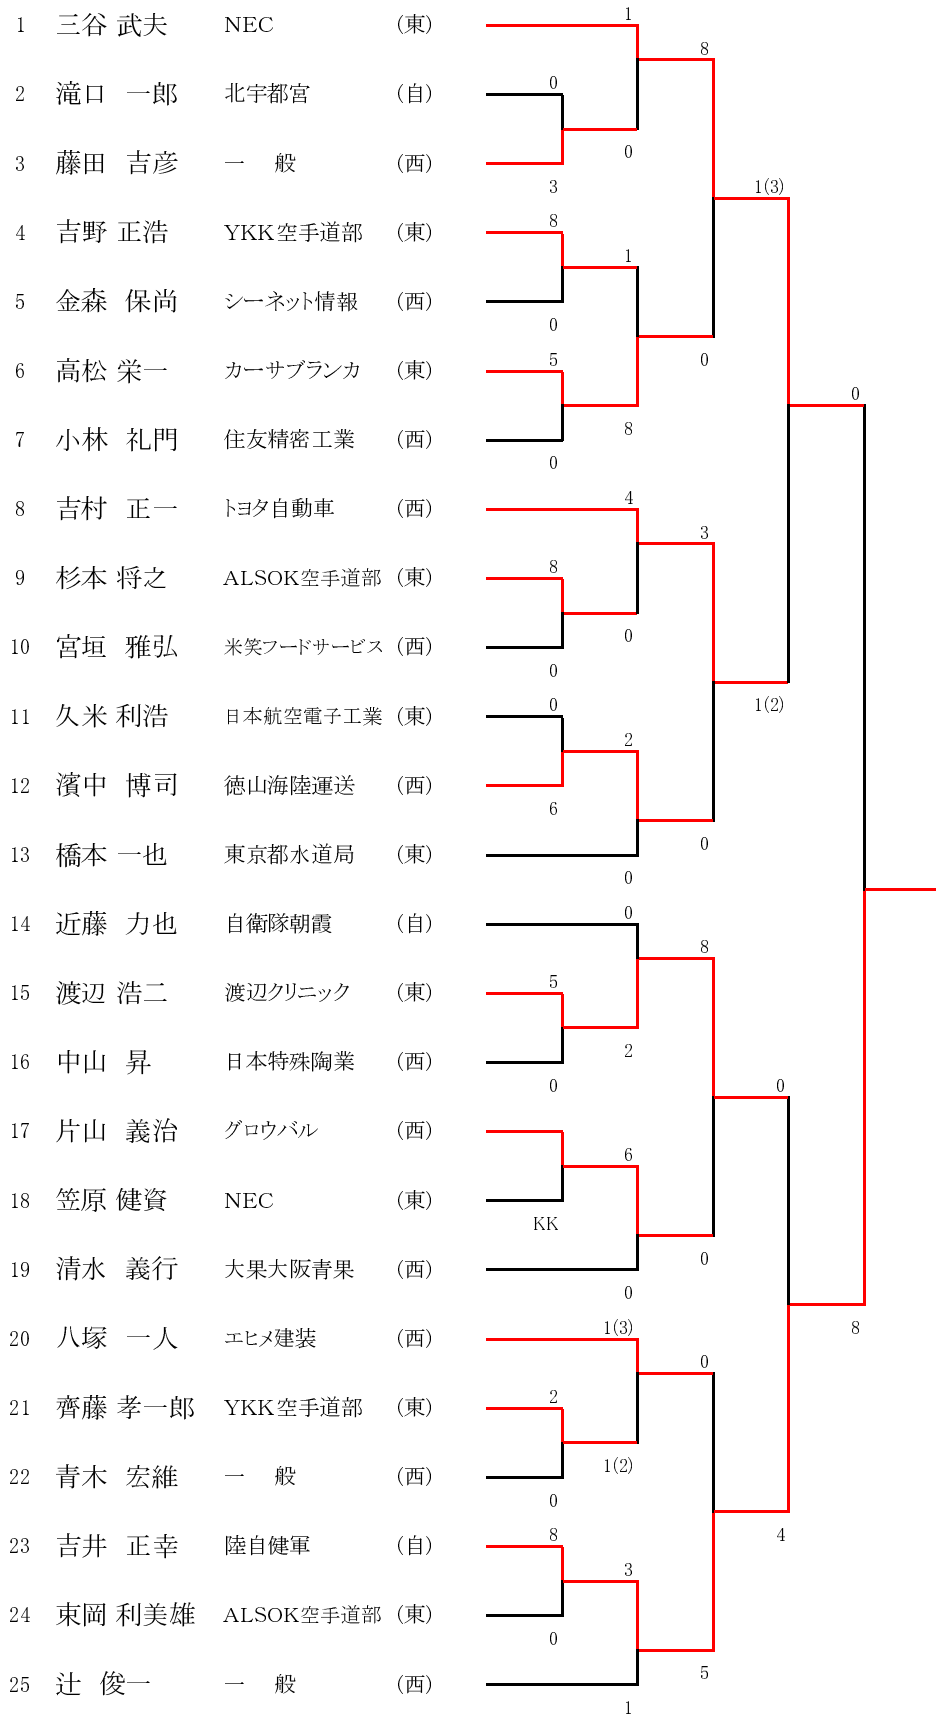 1
8
1 三谷 武夫 NEC (東)
0
2 滝口 一郎 北宇都宮 (自)
0
3 藤田 吉彦 一 般 (西)
3
1(3)
8
4 吉野 正浩 YKK空手道部 (東)
1
5 金森 保尚 シーネット情報 (西)
0
5
0
6 高松 栄一 カーサブランカ (東)
0
8
7 小林 礼門 住友精密工業 (西)
0
4
8 吉村 正一 トヨタ自動車 (西)
3
8
9 杉本 将之 ALSOK空手道部 (東)
0
10 宮垣 雅弘 米笑フードサービス (西)
0
1(2)
0
11 久米 利浩 日本航空電子工業 (東)
2
12 濱中 博司 徳山海陸運送 (西)
6
0
13 橋本 一也 東京都水道局 (東)
0
0
14 近藤 力也 自衛隊朝霞 (自)
8
5
15 渡辺 浩二 渡辺クリニック (東)
2
16 中山 昇 日本特殊陶業 (西)
0
0
17 片山 義治 グロウバル (西)
6
18 笠原 健資 NEC (東)
KK
0
19 清水 義行 大果大阪青果 (西)
0
8
1(3)
20 八塚 一人 エヒメ建装 (西)
0
2
21 齊藤 孝一郎 YKK空手道部 (東)
1(2)
22 青木 宏維 一 般 (西)
0
8
4
23 吉井 正幸 陸自健軍 (自)
3
24 束岡 利美雄 ALSOK空手道部 (東)
0
5
25 辻 俊一 一 般 (西)
1